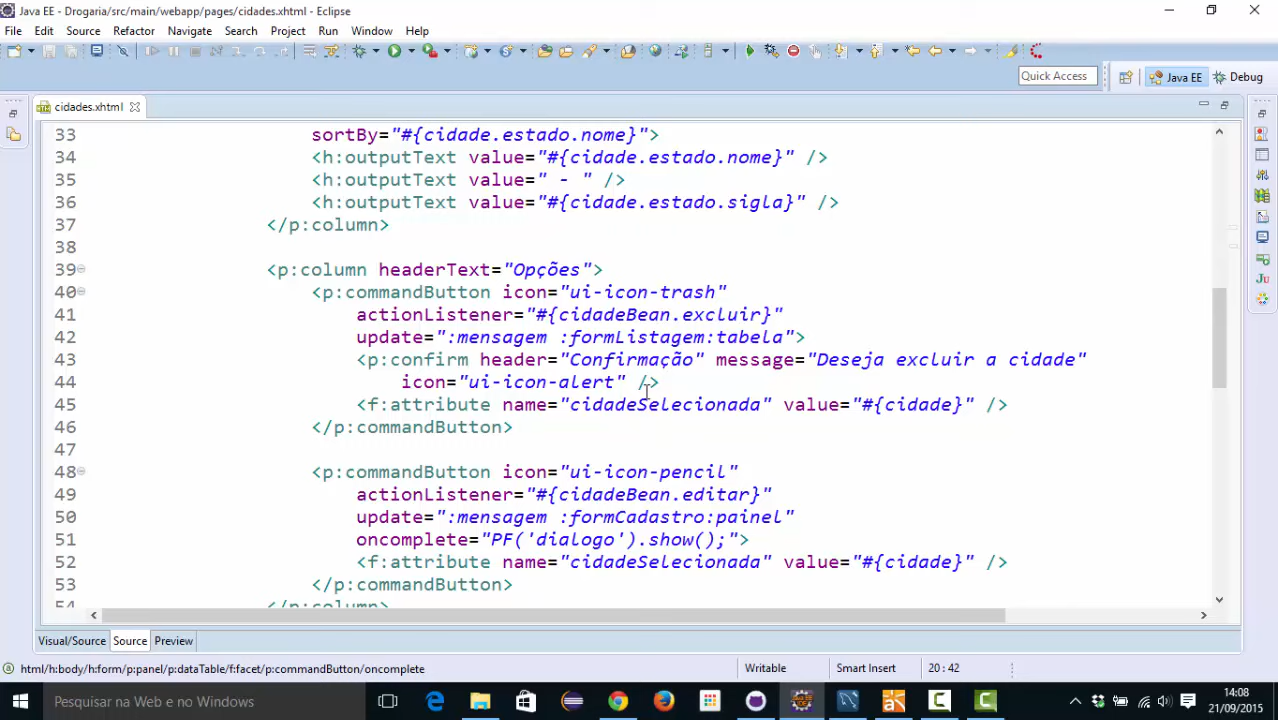 Java EE - Drogaria/src/main/webapp/pages/cidades.xhtml - Eclipse
File Edit Source Refactor Navigate Search Project Run Window Help
Quick Access
Java EE
Debug
cidades.xhtml
33 sortBy="#{cidade.estado.nome}">
34 <h:outputText value="#{cidade.estado.nome}" />
35 <h:outputText value=" - " />
36 <h:outputText value="#{cidade.estado.sigla}" />
37 </p:column>
38
39 <p:column headerText="Opções">
40 <p:commandButton icon="ui-icon-trash"
41 actionListener="#{cidadeBean.excluir}"
42 update=":mensagem :formListagem:tabela">
43 <p:confirm header="Confirmação" message="Deseja excluir a cidade"
44 icon="ui-icon-alert" />
45 <f:attribute name="cidadeSelecionada" value="#{cidade}" />
46 </p:commandButton>
47
48 <p:commandButton icon="ui-icon-pencil"
49 actionListener="#{cidadeBean.editar}"
50 update=":mensagem :formCadastro:painel"
51 oncomplete="PF('dialogo').show();">
52 <f:attribute name="cidadeSelecionada" value="#{cidade}" />
53 </p:commandButton>
54 </p:column>
Visual/Source Source Preview
html/h:body/h:form/p:panel/p:dataTable/f:facet/p:commandButton/oncomplete
Writable
Smart Insert
20 : 42
Pesquisar na Web e no Windows
14:08
21/09/2015